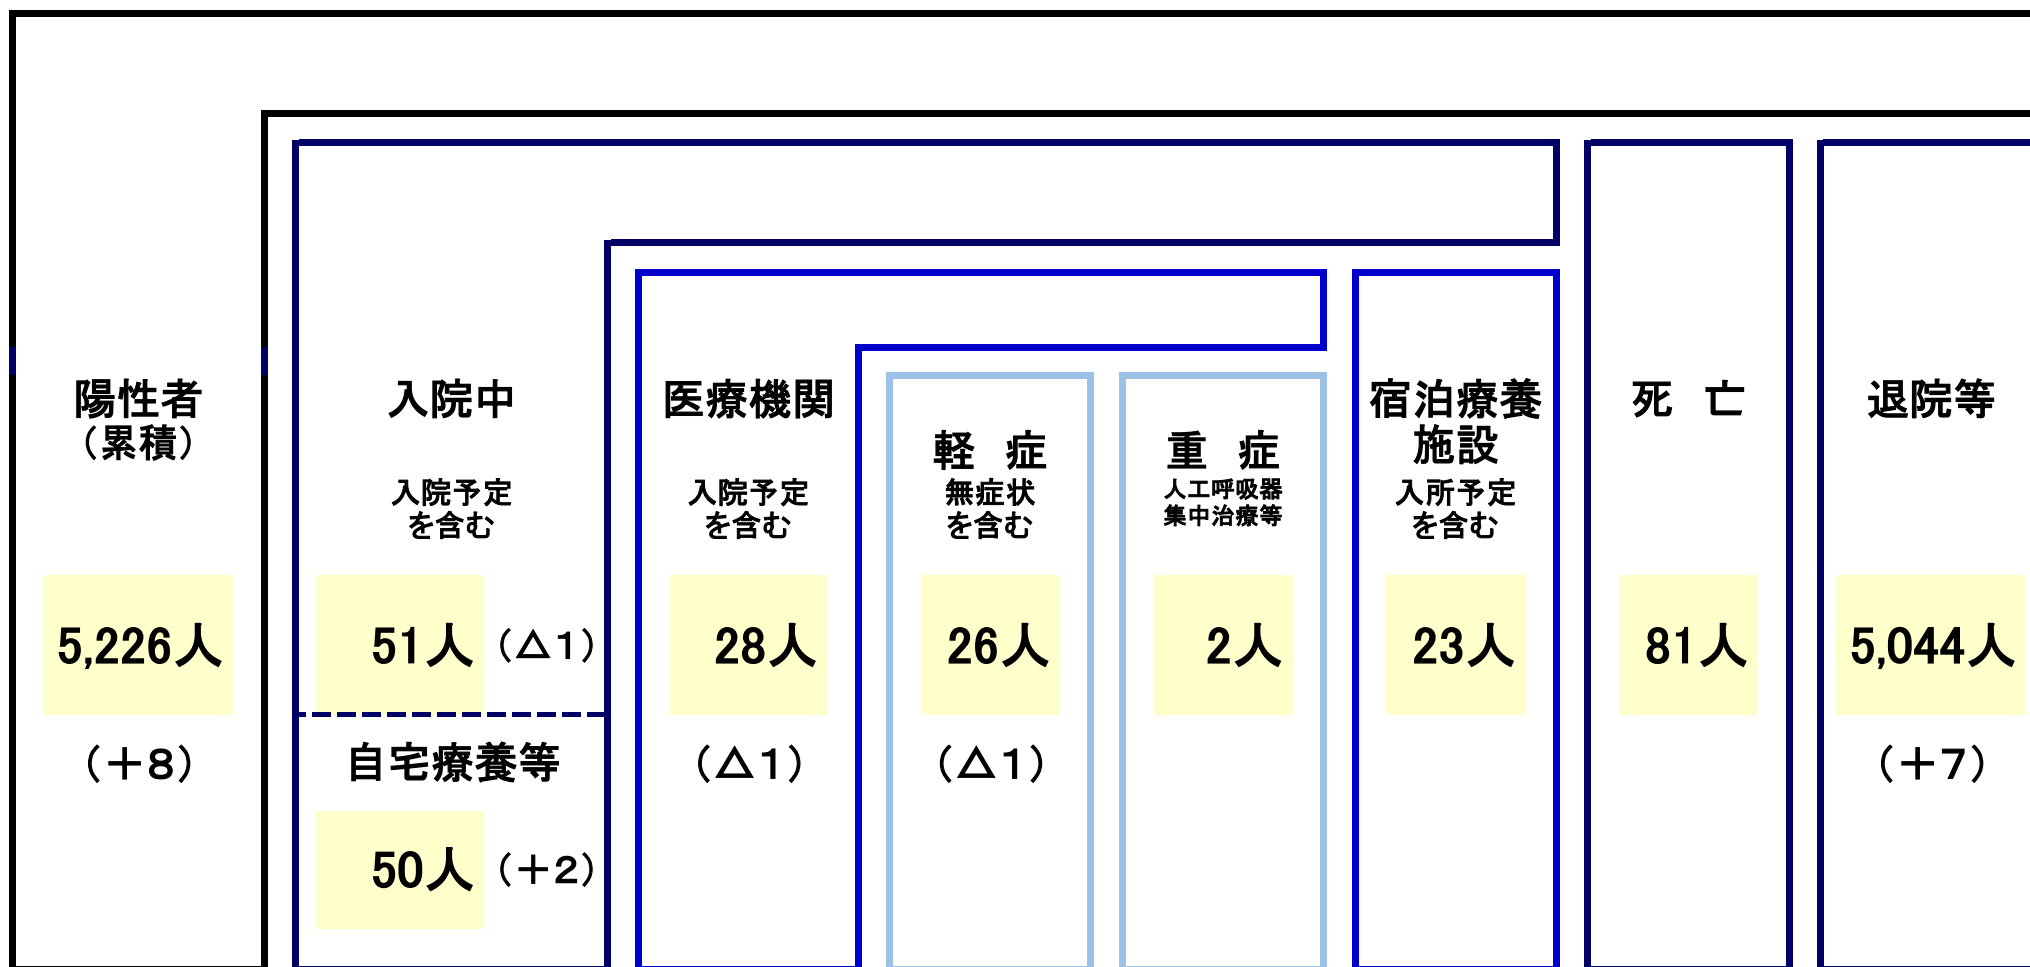 陽性者
（累積）
5,226人
（＋8）
入院中
入院予定
を含む
51人（△1）
自宅療養等
50人（＋2）
医療機関
入院予定
を含む
28人
（△1）
軽　症
無症状
を含む
26人
（△1）
重　症
人工呼吸器
集中治療等
2人
宿泊療養
施設
入所予定
を含む
23人
死　亡
81人
退院等
5,044人
（＋7）